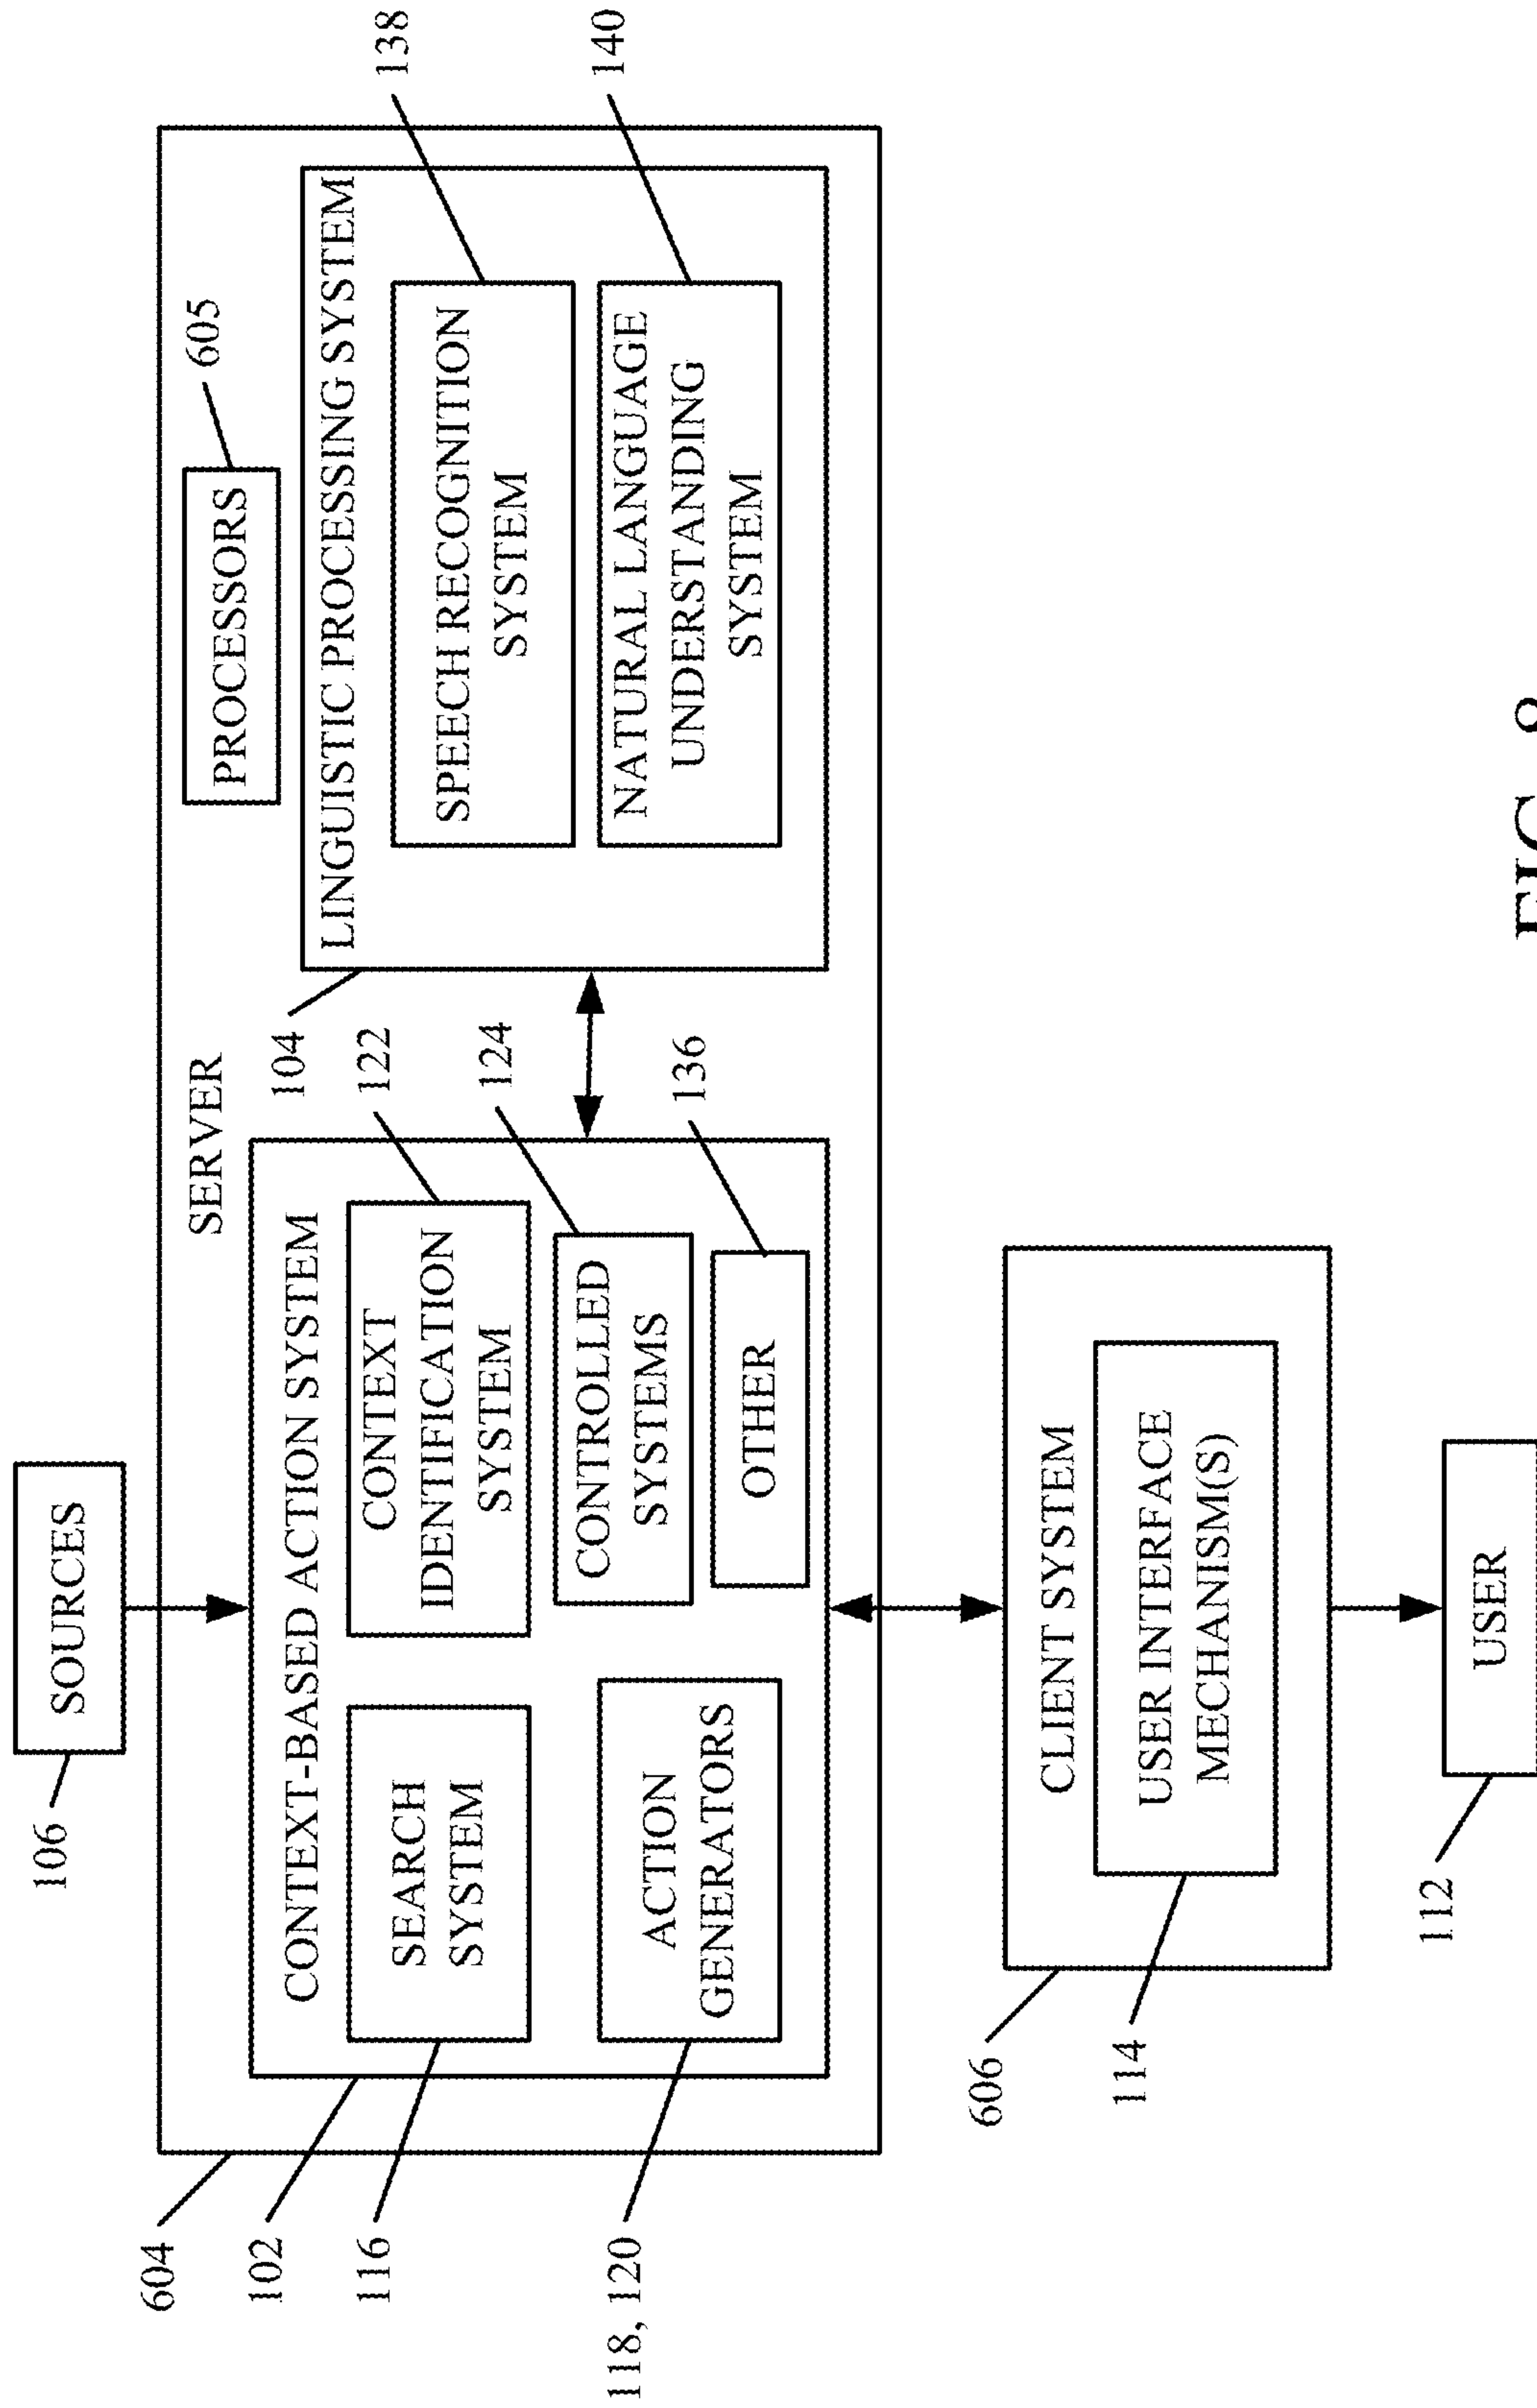 SOURCES
106
604
SERVER
PROCESSORS
605
102
CONTEXT-BASED ACTION SYSTEM
104
LINGUISTIC PROCESSING SYSTEM
116
SEARCH
SYSTEM
CONTEXT
IDENTIFICATION
SYSTEM
122
SPEECH RECOGNITION
SYSTEM
138
118, 120
ACTION
GENERATORS
CONTROLLED
SYSTEMS
124
OTHER
136
NATURAL LANGUAGE
UNDERSTANDING
SYSTEM
140
606
CLIENT SYSTEM
114
USER INTERFACE
MECHANISM(S)
112
USER
FIG. 8